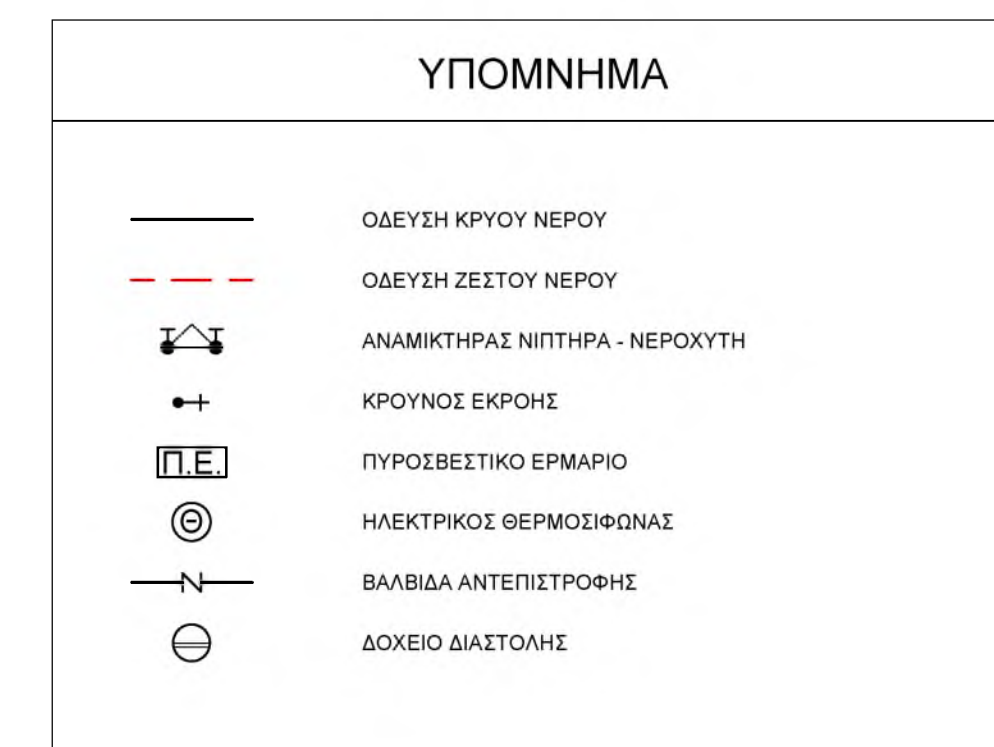 ΥΠΟΜΝΗΜΑ
ΟΔΕΥΣΗ ΚΡΥΟΥ ΝΕΡΟΥ
ΟΔΕΥΣΗ ΖΕΣΤΟΥ ΝΕΡΟΥ
ΑΝΑΜΙΚΤΗΡΑΣ ΝΙΠΤΗΡΑ - ΝΕΡΟΧΥΤΗ
ΚΡΟΥΝΟΣ ΕΚΡΟΗΣ
Π.Ε. ΠΥΡΟΣΒΕΣΤΙΚΟ ΕΡΜΑΡΙΟ
Θ ΗΛΕΚΤΡΙΚΟΣ ΘΕΡΜΟΣΙΦΩΝΑΣ
N ΒΑΛΒΙΔΑ ΑΝΤΕΠΙΣΤΡΟΦΗΣ
ΔΟΧΕΙΟ ΔΙΑΣΤΟΛΗΣ